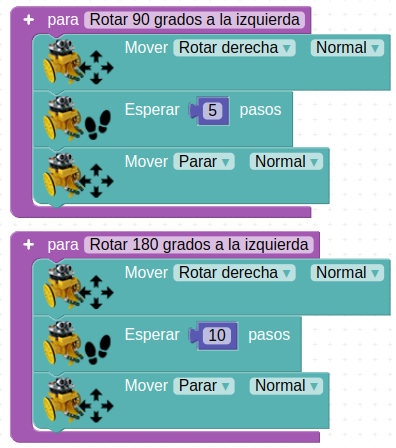 + para Rotar 90 grados a la izquierda
Mover Rotar derecha ▾ Normal ▾
Esperar 5 pasos
Mover Parar ▾ Normal ▾
+ para Rotar 180 grados a la izquierda
Mover Rotar derecha ▾ Normal ▾
Esperar 10 pasos
Mover Parar ▾ Normal ▾